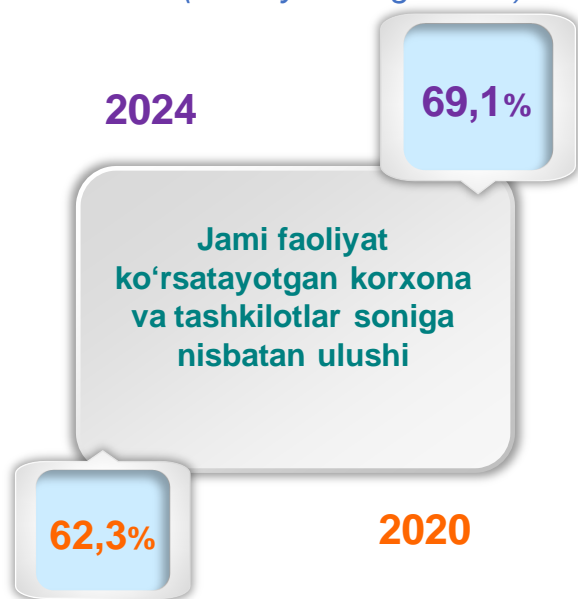 69,1%
2024
Jami faoliyat
ko‘rsatayotgan korxona
va tashkilotlar soniga
nisbatan ulushi
62,3%
2020